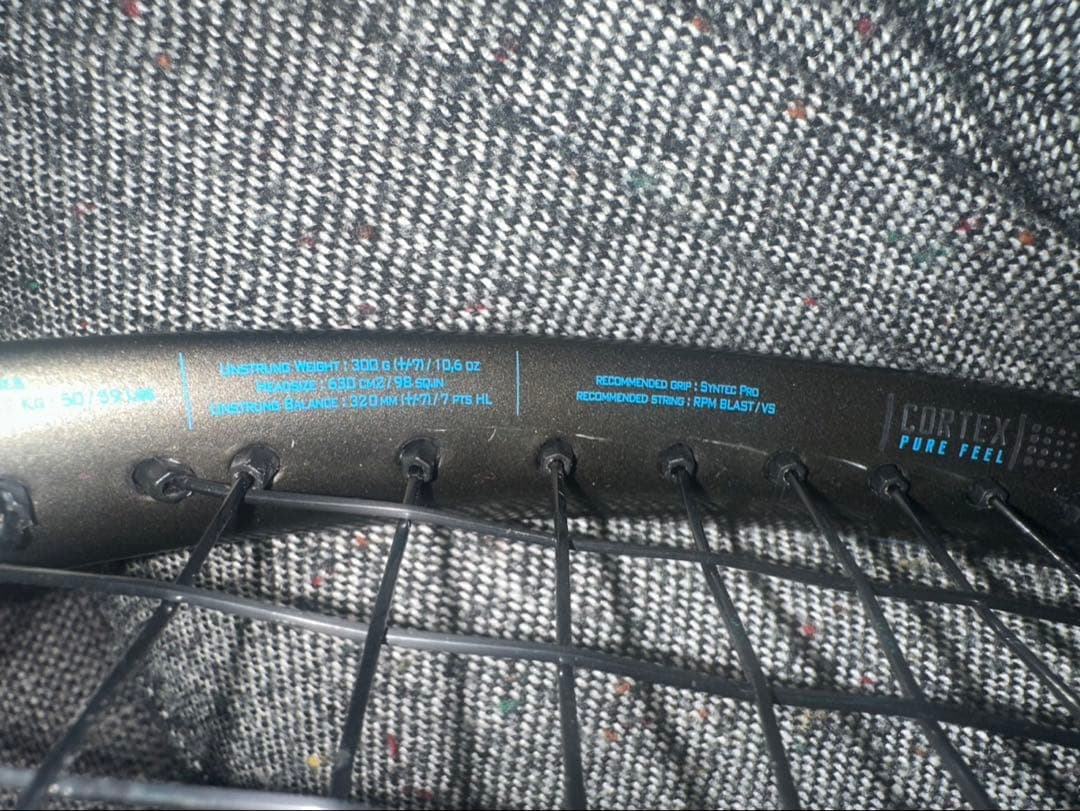 KG - 50 / 59 LBS
UNSTRUNG WEIGHT : 300 G (+/-7) / 10,6 OZ
HEADSIZE : 630 CM2 / 98 SQ.IN
UNSTRUNG BALANCE : 320 MM (+/-7) / 7 PTS HL
RECOMMENDED GRIP : SYNTEC PRO
RECOMMENDED STRING : RPM BLAST / VS
CORTEX
PURE FEEL